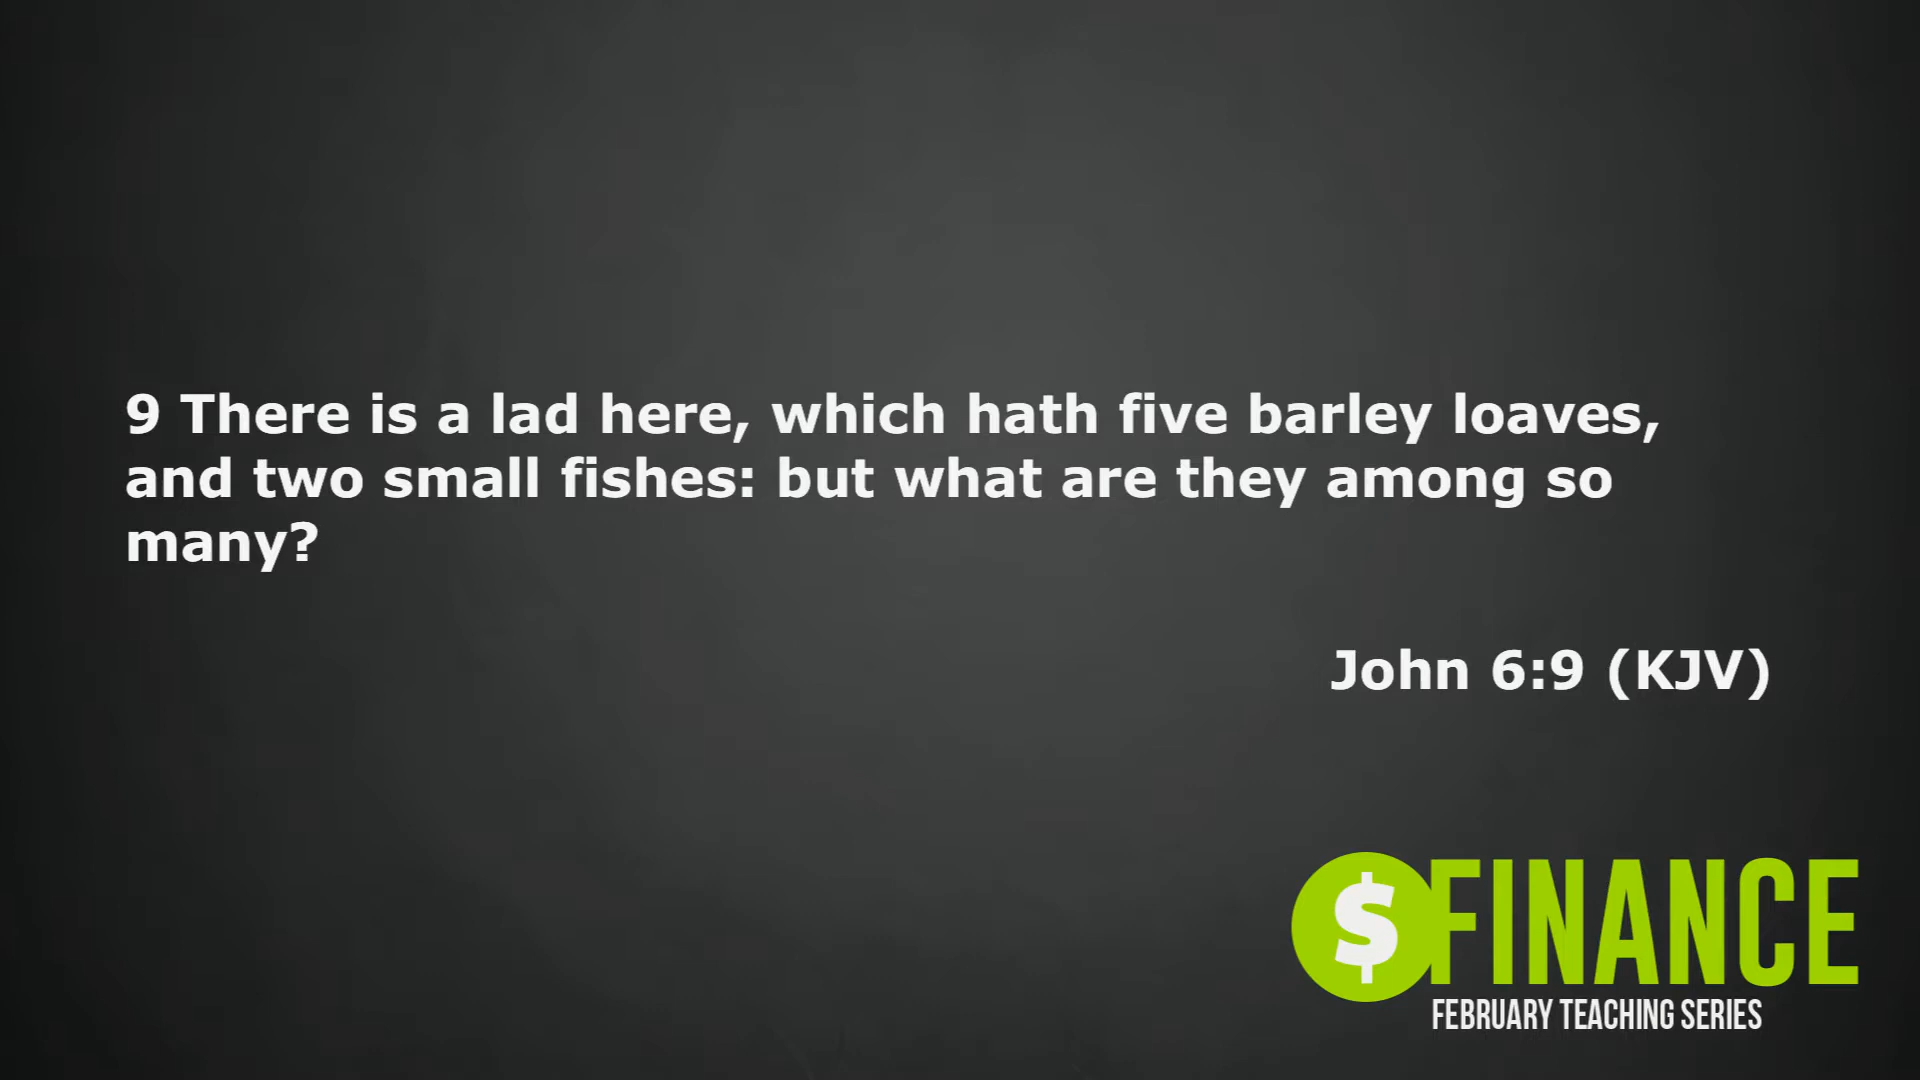 9 There is a lad here, which hath five barley loaves,
and two small fishes: but what are they among so
many?
John 6:9 (KJV)
$FINANCE
FEBRUARY TEACHING SERIES